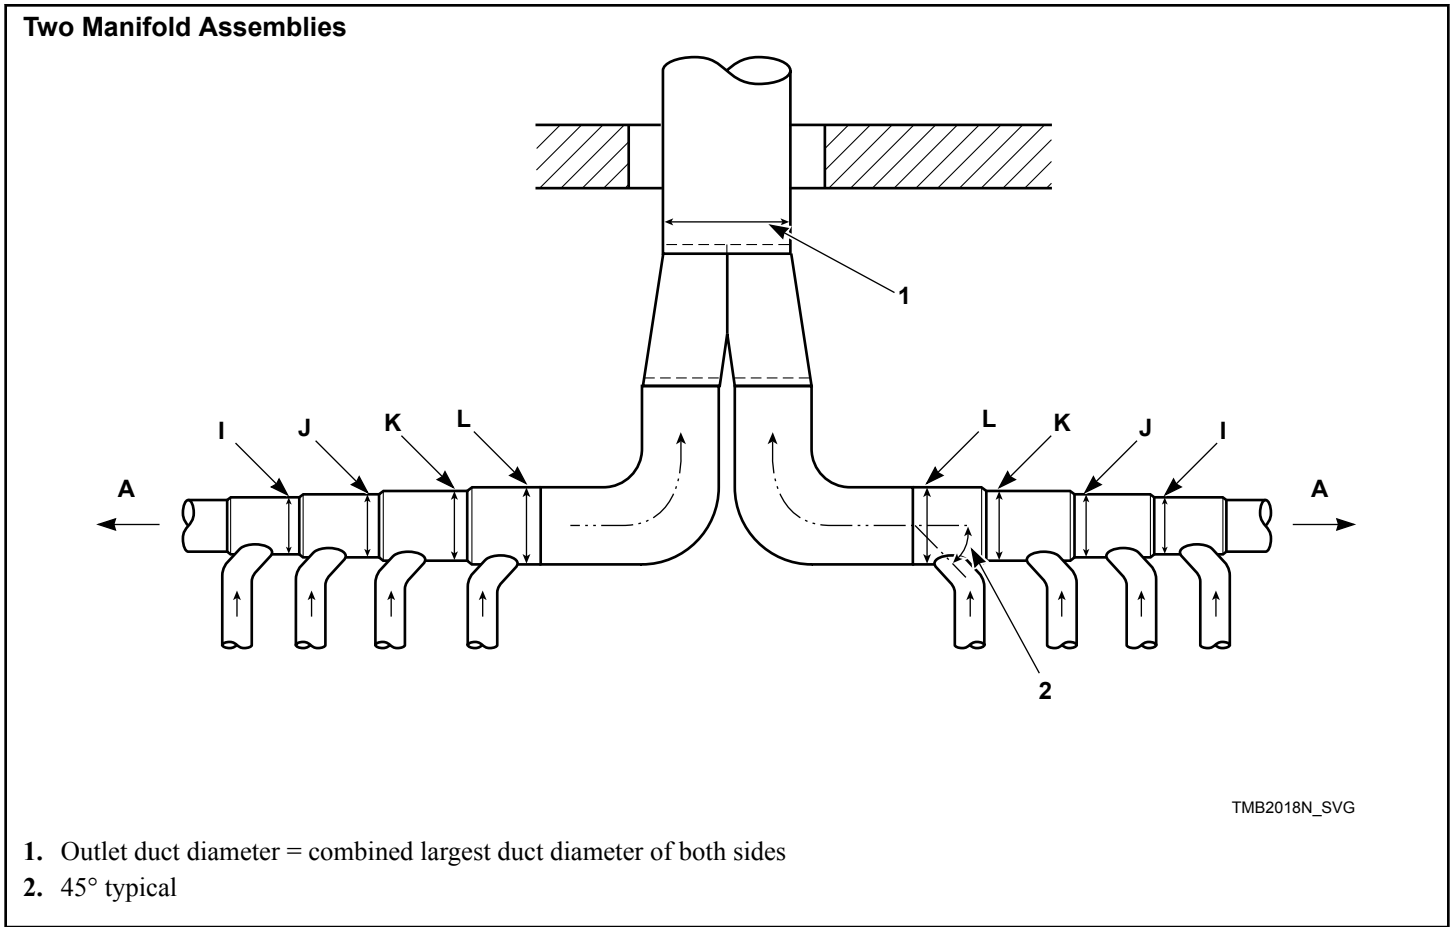 Two Manifold Assemblies
1
I J K L L K J I
A A
2
TMB2018N_SVG
1. Outlet duct diameter = combined largest duct diameter of both sides
2. 45° typical